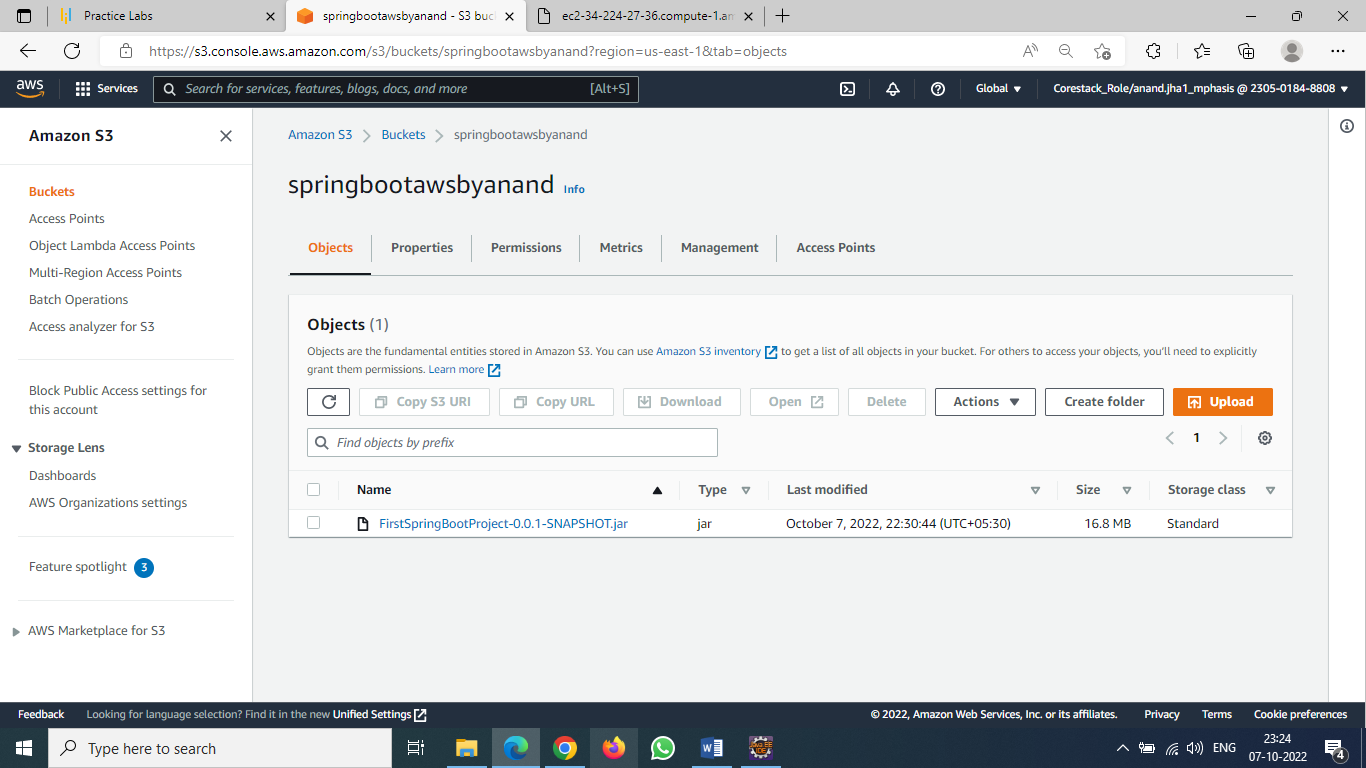 Practice Labs
springbootawsbyanand - S3 buc
ec2-34-224-27-36.compute-1.am
https://s3.console.aws.amazon.com/s3/buckets/springbootawsbyanand?region=us-east-1&tab=objects
aws
Services
Search for services, features, blogs, docs, and more
[Alt+S]
Global
Corestack_Role/anand.jha1_mphasis @ 2305-0184-8808
Amazon S3
Buckets
Access Points
Object Lambda Access Points
Multi-Region Access Points
Batch Operations
Access analyzer for S3
Block Public Access settings for
this account
Storage Lens
Dashboards
AWS Organizations settings
Feature spotlight 3
AWS Marketplace for S3
Amazon S3
Buckets
springbootawsbyanand
springbootawsbyanand Info
Objects
Properties
Permissions
Metrics
Management
Access Points
Objects (1)
Objects are the fundamental entities stored in Amazon S3. You can use Amazon S3 inventory to get a list of all objects in your bucket. For others to access your objects, you'll need to explicitly
grant them permissions. Learn more
Copy S3 URI
Copy URL
Download
Open
Delete
Actions
Create folder
Upload
Find objects by prefix
1
Name
Type
Last modified
Size
Storage class
FirstSpringBootProject-0.0.1-SNAPSHOT.jar
jar
October 7, 2022, 22:30:44 (UTC+05:30)
16.8 MB
Standard
Feedback
Looking for language selection? Find it in the new Unified Settings
© 2022, Amazon Web Services, Inc. or its affiliates.
Privacy
Terms
Cookie preferences
Type here to search
ENG
23:24
07-10-2022
4